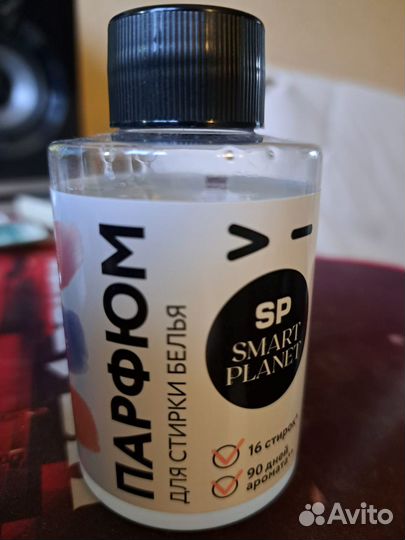 ПАРФЮМ
ДЛЯ СТИРКИ БЕЛЬЯ
SP
SMART
PLANET
16 стирок*
90 дней
аромата**
Avito